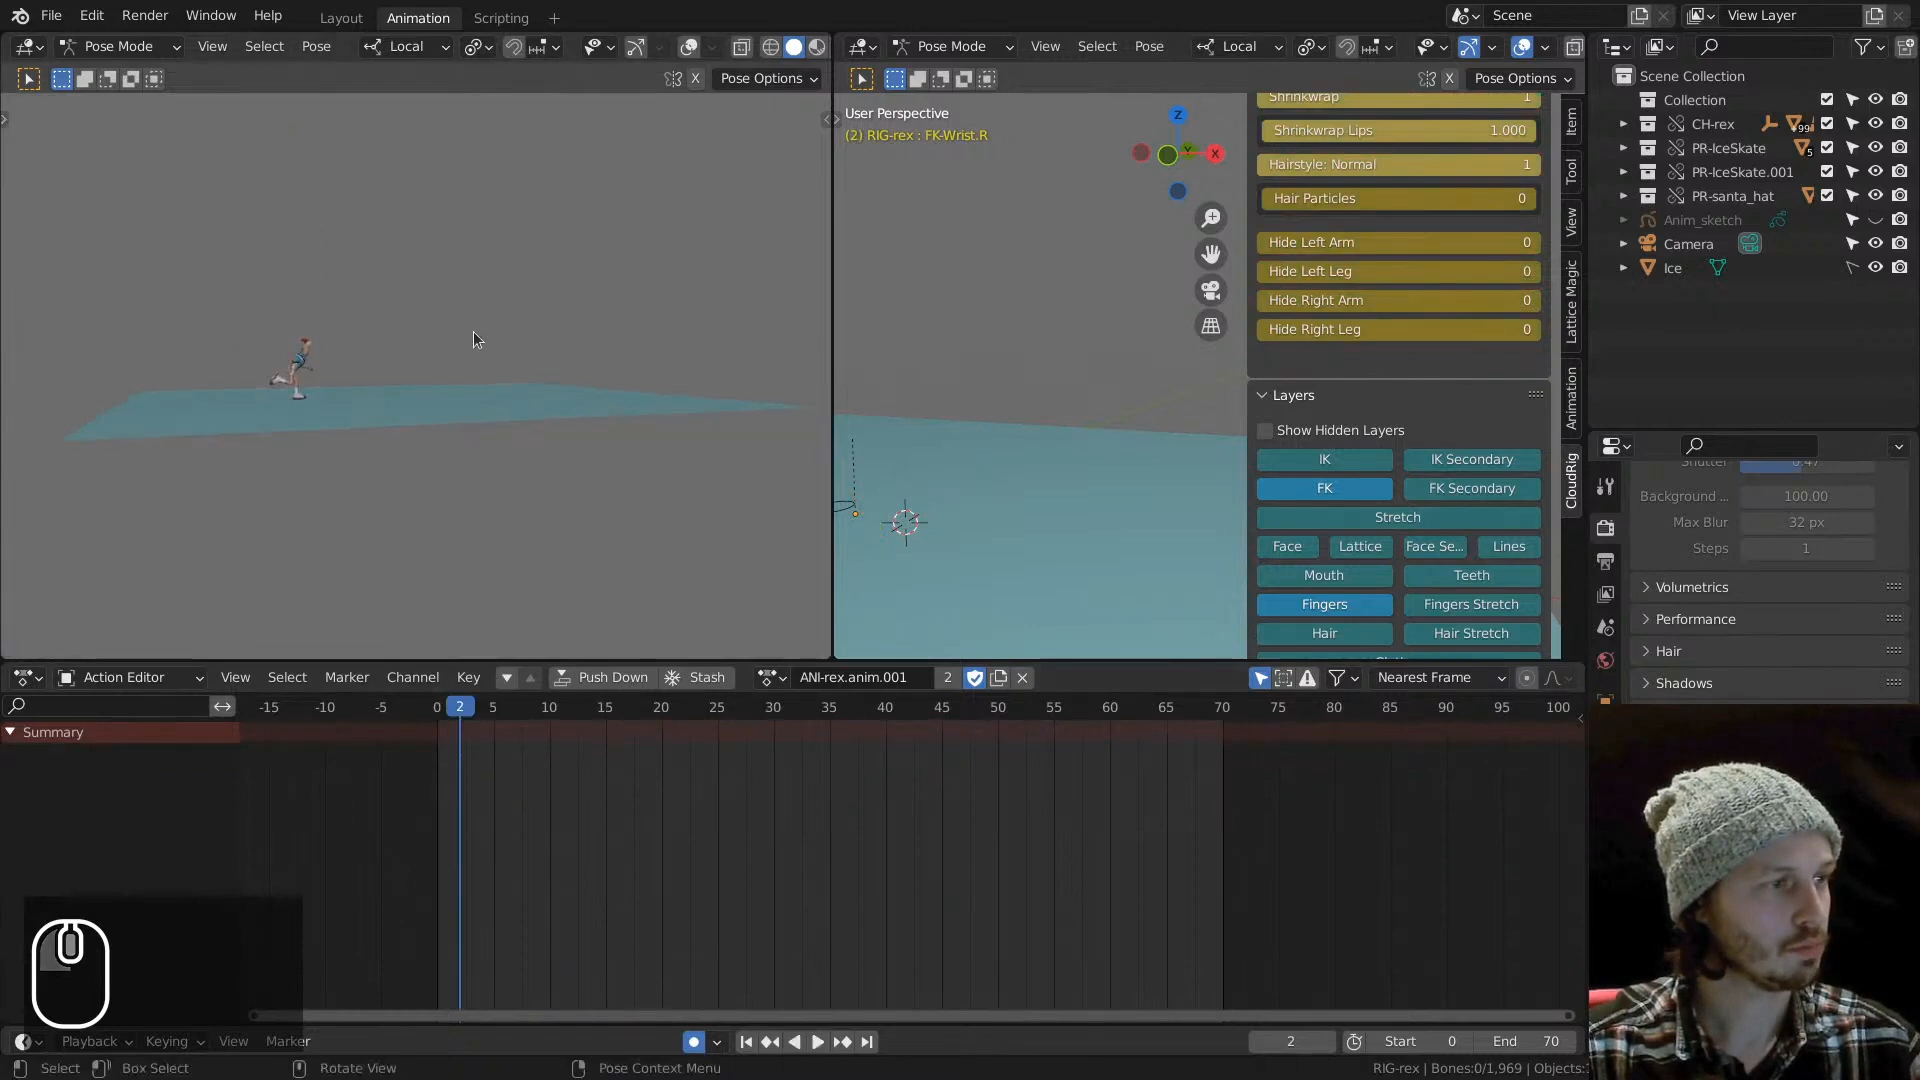 File Edit Render Window Help Layout Animation Scripting + Scene View Layer
Pose Mode View Select Pose Local Pose Mode View Select Pose Local
X Pose Options X Pose Options Scene Collection
User Perspective
(2) RIG-rex : FK-Wrist.R
Z
Y
X
Shrinkwrap 1
Shrinkwrap Lips 1.000
Hairstyle: Normal 1
Hair Particles 0
Hide Left Arm 0
Hide Left Leg 0
Hide Right Arm 0
Hide Right Leg 0
Layers
Show Hidden Layers
IK IK Secondary
FK FK Secondary
Stretch
Face Lattice Face Se... Lines
Mouth Teeth
Fingers Fingers Stretch
Hair Hair Stretch
Item
Tool
View
Lattice Magic
Animation
CloudRig
Collection
CH-rex 99
PR-IceSkate 5
PR-IceSkate.001
PR-santa_hat
Anim_sketch
Camera
Ice
Shutter 0.47
Background ... 100.00
Max Blur 32 px
Steps 1
Volumetrics
Performance
Hair
Shadows
Action Editor View Select Marker Channel Key Push Down Stash ANI-rex.anim.001 2 Nearest Frame
-15 -10 -5 0 2 5 10 15 20 25 30 35 40 45 50 55 60 65 70 75 80 85 90 95 100
Summary
Playback Keying View Marker 2 Start 0 End 70
Select Box Select Rotate View Pose Context Menu RIG-rex | Bones:0/1,969 | Objects: